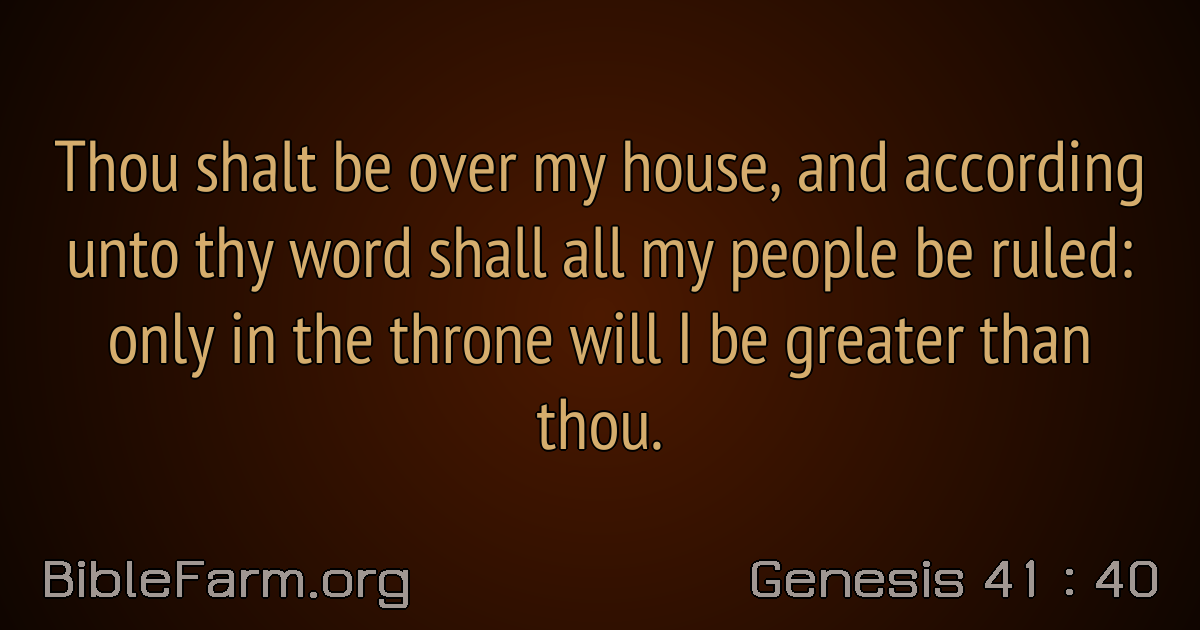 Thou shalt be over my house, and according
unto thy word shall all my people be ruled:
only in the throne will I be greater than
thou.
BibleFarm.org
Genesis 41 : 40